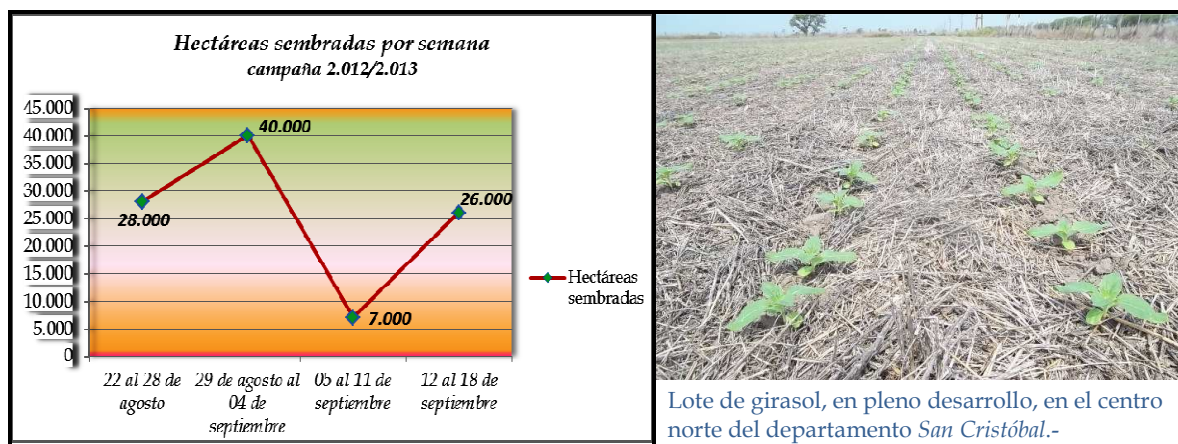 Hectáreas sembradas por semana
campaña 2.012/2.013
45.000
40.000
35.000
30.000
25.000
20.000
15.000
10.000
5.000
0
28.000
40.000
7.000
26.000
22 al 28 de
agosto
29 de agosto al
04 de
septiembre
05 al 11 de
septiembre
12 al 18 de
septiembre
Hectáreas
sembradas
Lote de girasol, en pleno desarrollo, en el centro
norte del departamento San Cristóbal.-